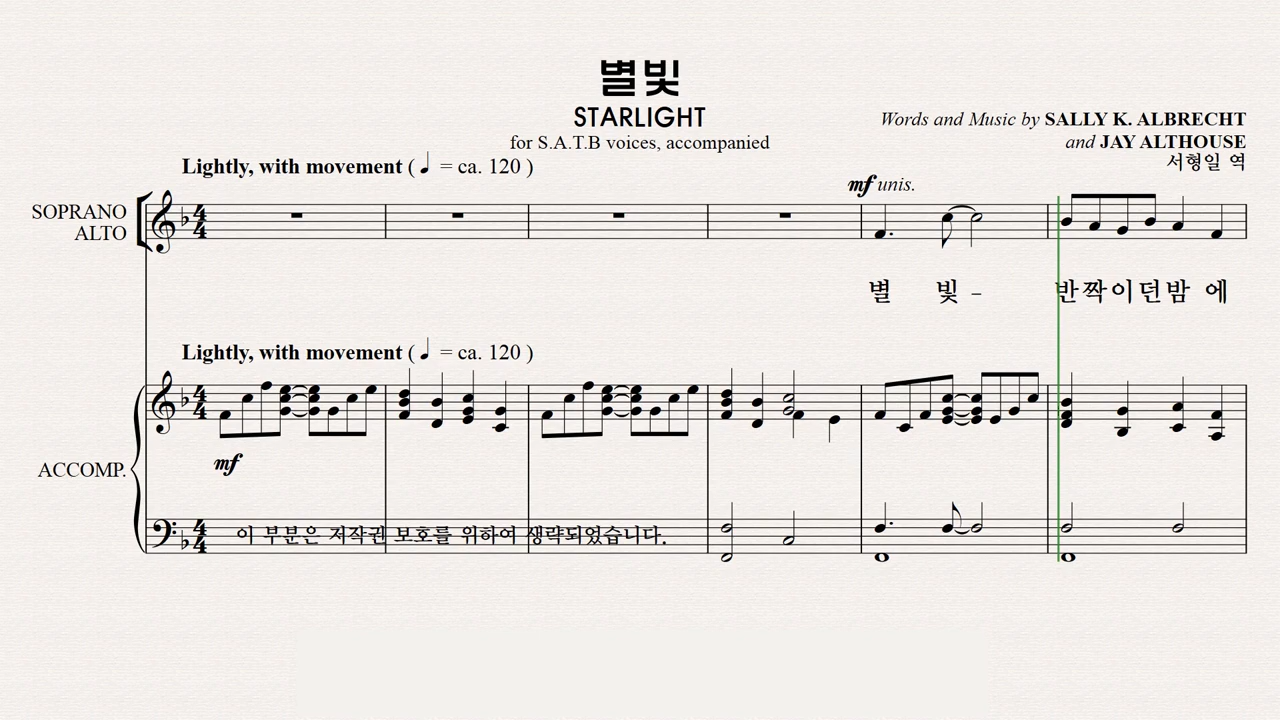 별빛
STARLIGHT
for S.A.T.B voices, accompanied
Words and Music by SALLY K. ALBRECHT
and JAY ALTHOUSE
서형일 역
Lightly, with movement ( ♩ = ca. 120 )
mf unis.
SOPRANO
ALTO
별 빛 – 반짝이던밤 에
Lightly, with movement ( ♩ = ca. 120 )
mf
ACCOMP.
이 부분은 저작권 보호를 위하여 생략되었습니다.